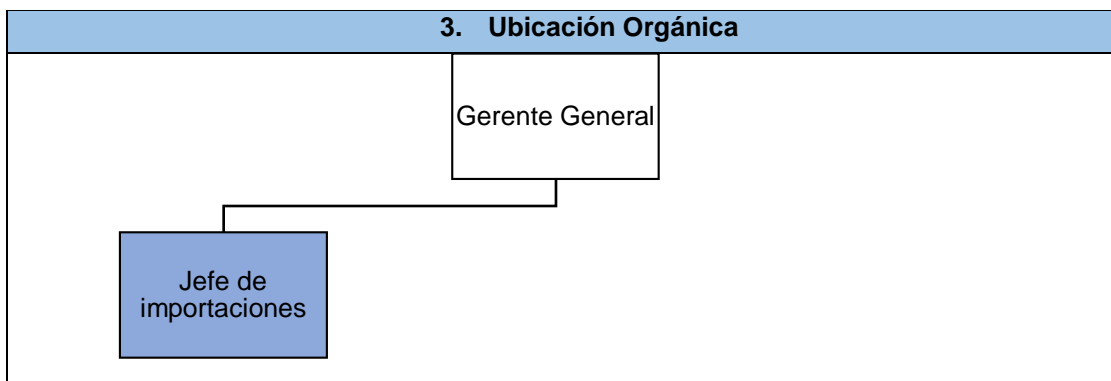 3. Ubicación Orgánica
Gerente General
Jefe de
importaciones